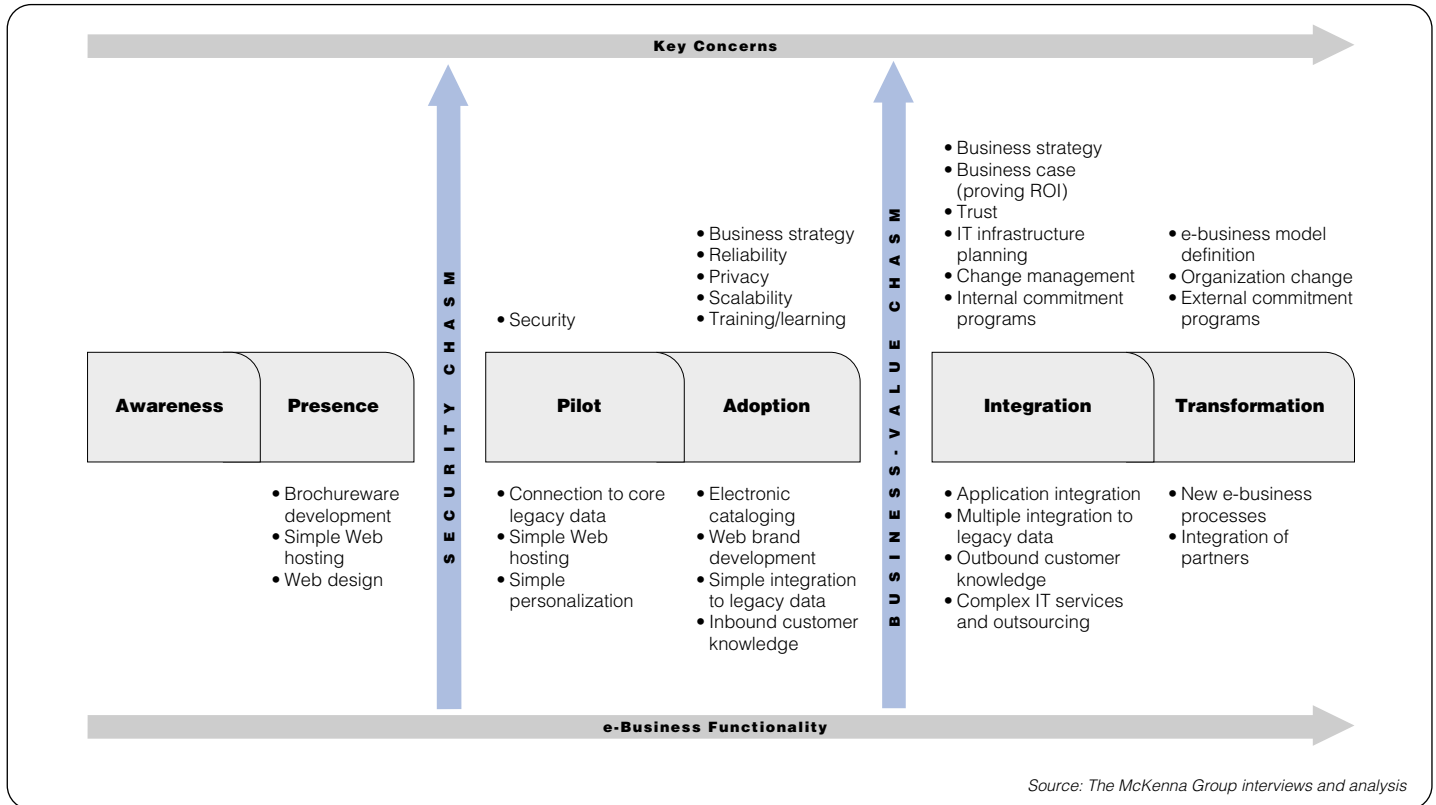 Key Concerns
SECURITY CHASM
BUSINESS-VALUE CHASM
• Security
• Business strategy
• Reliability
• Privacy
• Scalability
• Training/learning
• Business strategy
• Business case
(proving ROI)
• Trust
• IT infrastructure
planning
• Change management
• Internal commitment
programs
• e-business model
definition
• Organization change
• External commitment
programs
Awareness
Presence
Pilot
Adoption
Integration
Transformation
• Brochureware
development
• Simple Web
hosting
• Web design
• Connection to core
legacy data
• Simple Web
hosting
• Simple
personalization
• Electronic
cataloging
• Web brand
development
• Simple integration
to legacy data
• Inbound customer
knowledge
• Application integration
• Multiple integration to
legacy data
• Outbound customer
knowledge
• Complex IT services
and outsourcing
• New e-business
processes
• Integration of
partners
e-Business Functionality
Source: The McKenna Group interviews and analysis